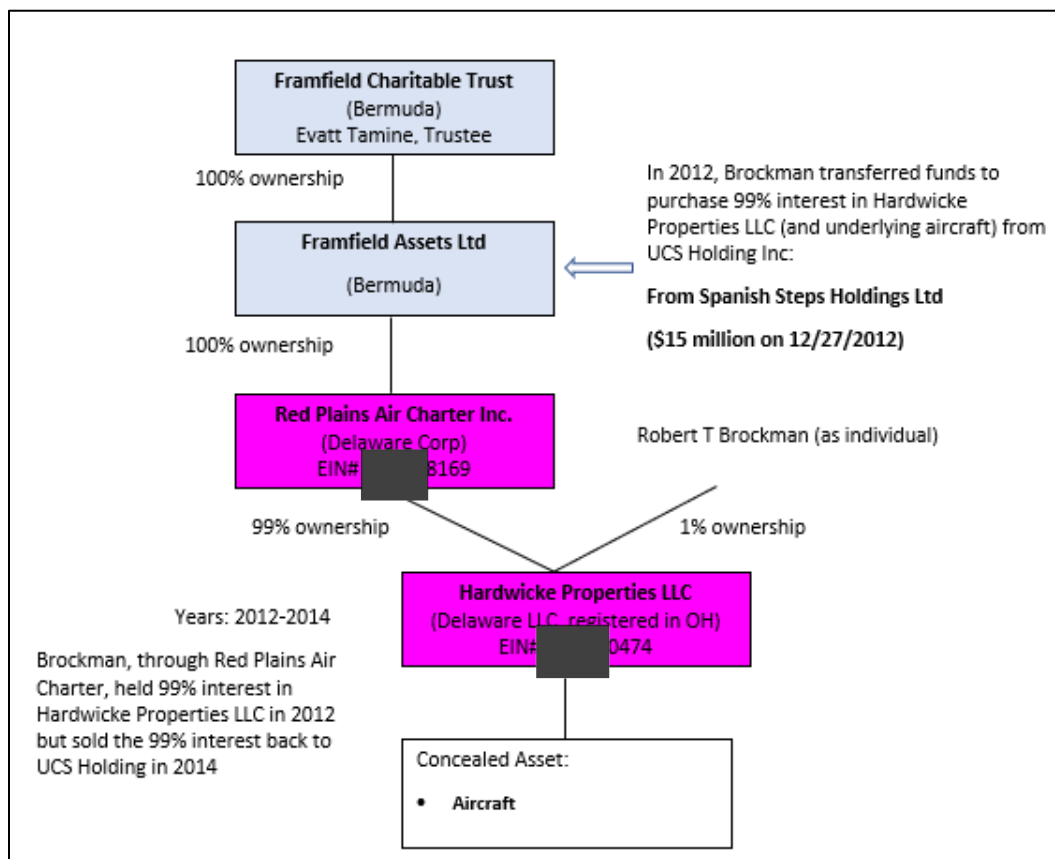 Framfield Charitable Trust
(Bermuda)
Evatt Tamine, Trustee
100% ownership
In 2012, Brockman transferred funds to
purchase 99% interest in Hardwicke
Properties LLC (and underlying aircraft) from
UCS Holding Inc:
From Spanish Steps Holdings Ltd
($15 million on 12/27/2012)
Framfield Assets Ltd
(Bermuda)
100% ownership
Red Plains Air Charter Inc.
(Delaware Corp)
EIN# 8169
Robert T Brockman (as individual)
99% ownership
1% ownership
Hardwicke Properties LLC
(Delaware LLC, registered in OH)
EIN# 0474
Years: 2012-2014
Brockman, through Red Plains Air
Charter, held 99% interest in
Hardwicke Properties LLC in 2012
but sold the 99% interest back to
UCS Holding in 2014
Concealed Asset:
• Aircraft